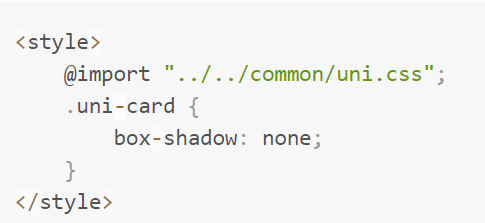 <style>
    @import "../../common/uni.css";
    .uni-card {
        box-shadow: none;
    }
</style>